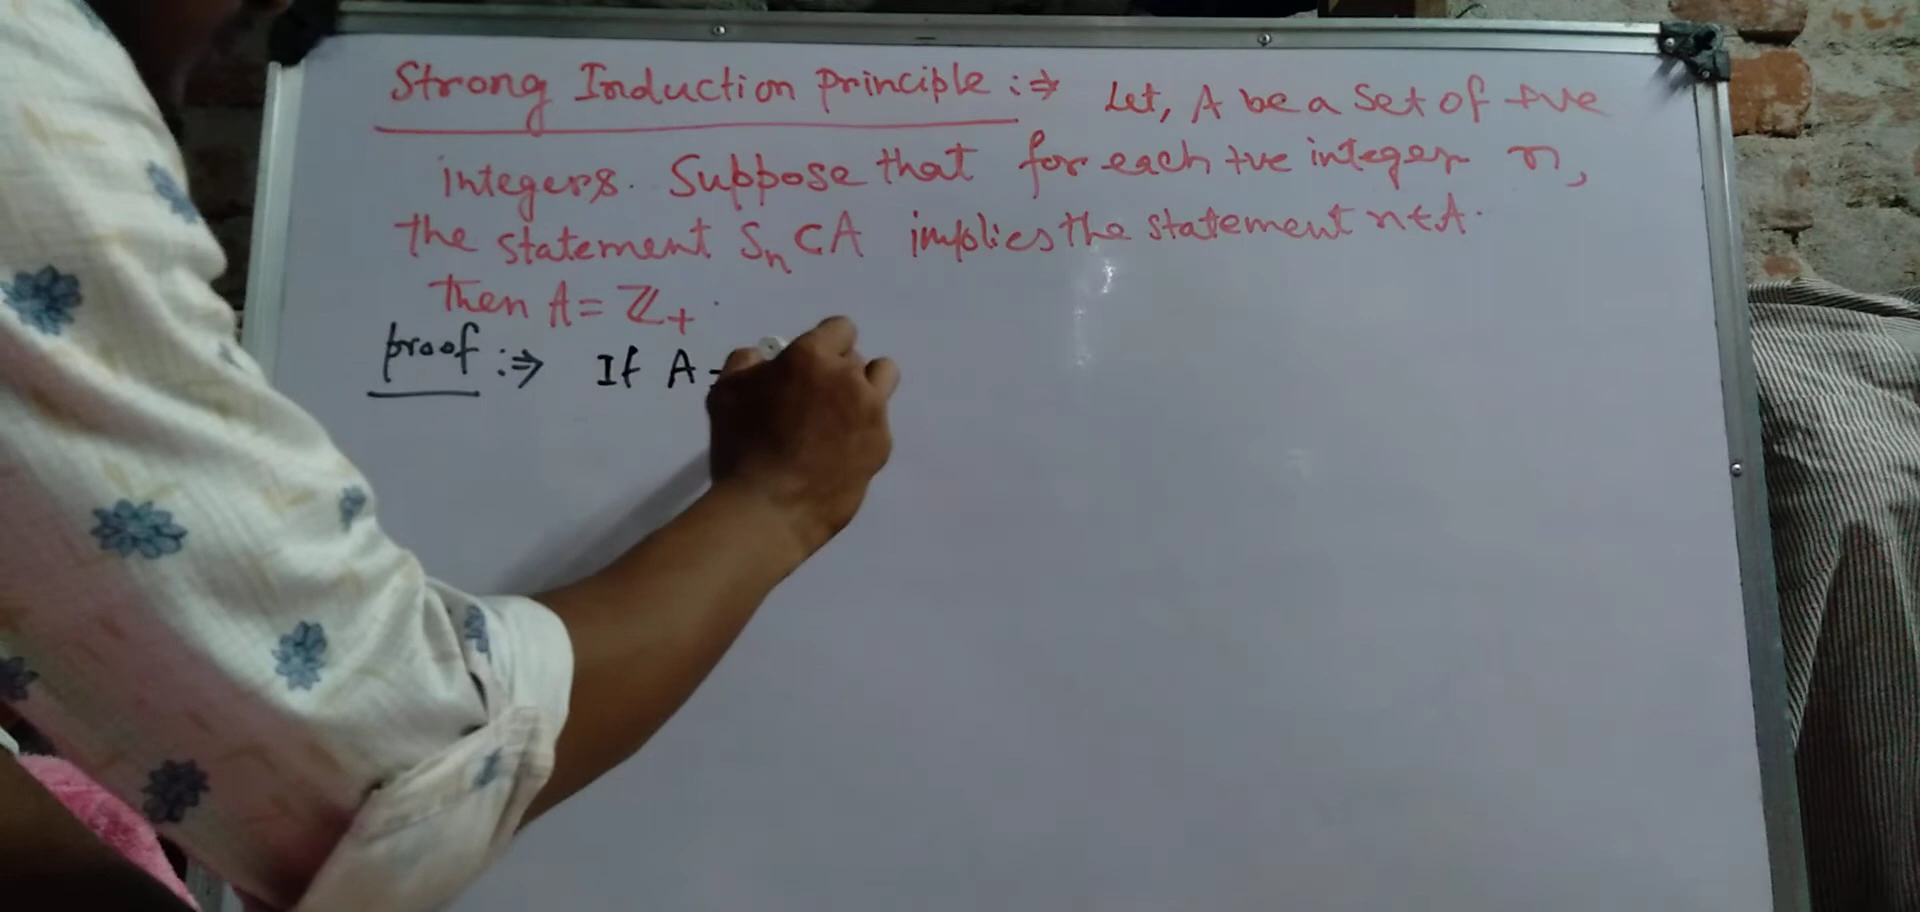 Strong Induction principle :⇒ Let, A be a Set of +ve
integers. Suppose that for each +ve integer n,
the statement Sn ⊂ A implies the statement n ∈ A.
then A = ℤ+.
proof :⇒ If A